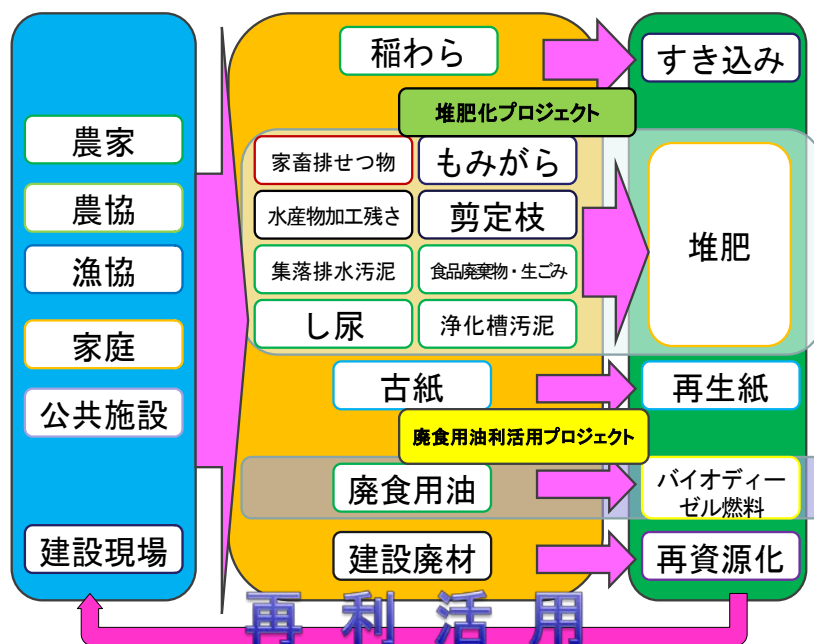 農家
農協
漁協
家庭
公共施設
建設現場
稲わら
堆肥化プロジェクト
家畜排せつ物
もみがら
水産物加工残さ
剪定枝
集落排水汚泥
食品廃棄物・生ごみ
し尿
浄化槽汚泥
古紙
廃食用油利活用プロジェクト
廃食用油
建設廃材
すき込み
堆肥
再生紙
バイオディー
ゼル燃料
再資源化
再利活用